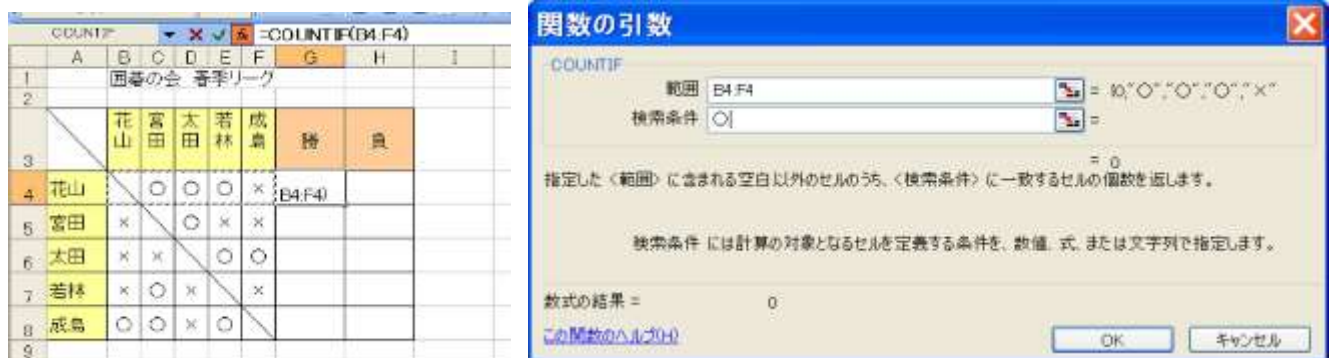 COUNTIF =COUNTIF(B4:F4)
A B C D E F G H I
1 囲碁の会 春季リーグ
2
3 花山 宮田 太田 若林 成島 勝 負
4 花山 ○ ○ ○ × B4:F4)
5 宮田 × ○ × ×
6 太田 × × ○ ○
7 若林 × ○ × ×
8 成島 ○ ○ × ○
9
関数の引数
COUNTIF
範囲 B4:F4 = {0,"○","○","○","×"
検索条件 ○ =
= 0
指定した〈範囲〉に含まれる空白以外のセルのうち、〈検索条件〉に一致するセルの個数を返します。
検索条件 には計算の対象となるセルを定義する条件を、数値、式、または文字列で指定します。
数式の結果 = 0
この関数のヘルプ(H)
OK キャンセル